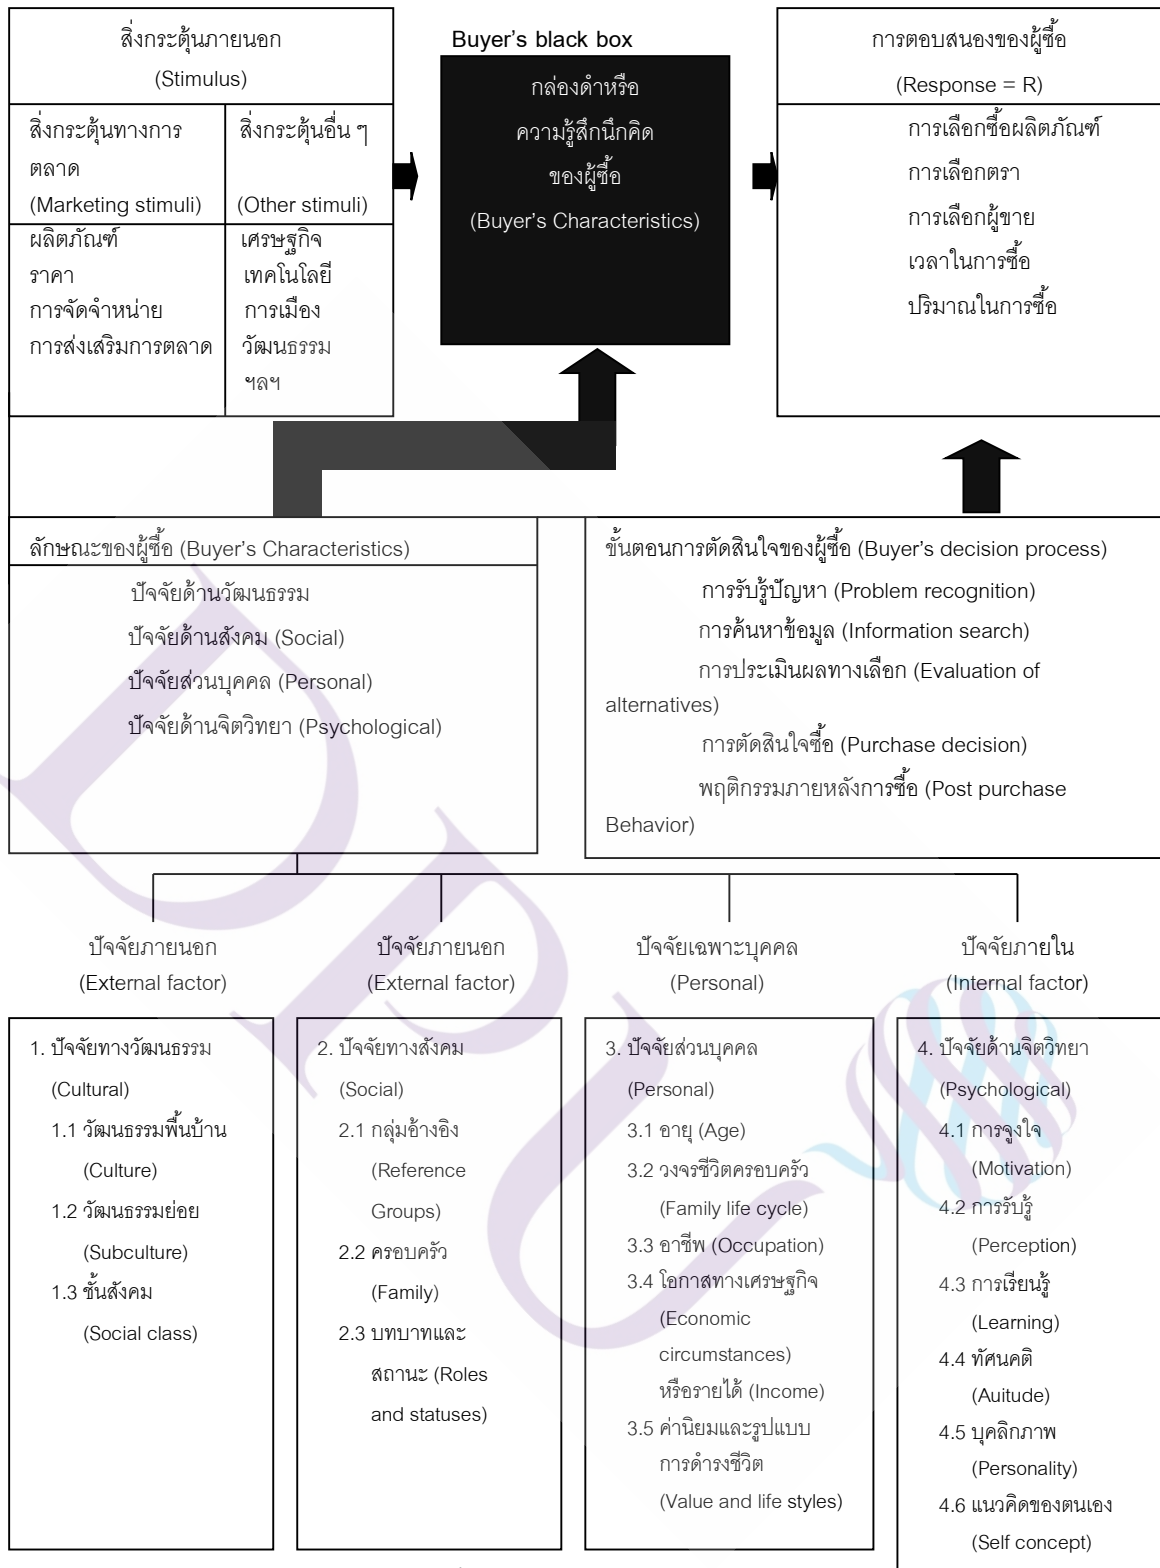 สิ่งกระตุ้นภายนอก
(Stimulus)
สิ่งกระตุ้นทางการ
ตลาด
(Marketing stimuli)
สิ่งกระตุ้นอื่น ๆ
(Other stimuli)
ผลิตภัณฑ์
ราคา
การจัดจำหน่าย
การส่งเสริมการตลาด
เศรษฐกิจ
เทคโนโลยี
การเมือง
วัฒนธรรม
ฯลฯ
Buyer's black box
กล่องดำหรือ
ความรู้สึกนึกคิด
ของผู้ซื้อ
(Buyer's Characteristics)
การตอบสนองของผู้ซื้อ
(Response = R)
การเลือกซื้อผลิตภัณฑ์
การเลือกตรา
การเลือกผู้ขาย
เวลาในการซื้อ
ปริมาณในการซื้อ
ลักษณะของผู้ซื้อ (Buyer's Characteristics)
ปัจจัยด้านวัฒนธรรม
ปัจจัยด้านสังคม (Social)
ปัจจัยส่วนบุคคล (Personal)
ปัจจัยด้านจิตวิทยา (Psychological)
ขั้นตอนการตัดสินใจของผู้ซื้อ (Buyer's decision process)
การรับรู้ปัญหา (Problem recognition)
การค้นหาข้อมูล (Information search)
การประเมินผลทางเลือก (Evaluation of
alternatives)
การตัดสินใจซื้อ (Purchase decision)
พฤติกรรมภายหลังการซื้อ (Post purchase
Behavior)
ปัจจัยภายนอก
(External factor)
ปัจจัยภายนอก
(External factor)
ปัจจัยเฉพาะบุคคล
(Personal)
ปัจจัยภายใน
(Internal factor)
1. ปัจจัยทางวัฒนธรรม
(Cultural)
1.1 วัฒนธรรมพื้นบ้าน
(Culture)
1.2 วัฒนธรรมย่อย
(Subculture)
1.3 ชั้นสังคม
(Social class)
2. ปัจจัยทางสังคม
(Social)
2.1 กลุ่มอ้างอิง
(Reference
Groups)
2.2 ครอบครัว
(Family)
2.3 บทบาทและ
สถานะ (Roles
and statuses)
3. ปัจจัยส่วนบุคคล
(Personal)
3.1 อายุ (Age)
3.2 วงจรชีวิตครอบครัว
(Family life cycle)
3.3 อาชีพ (Occupation)
3.4 โอกาสทางเศรษฐกิจ
(Economic
circumstances)
หรือรายได้ (Income)
3.5 ค่านิยมและรูปแบบ
การดำรงชีวิต
(Value and life styles)
4. ปัจจัยด้านจิตวิทยา
(Psychological)
4.1 การจูงใจ
(Motivation)
4.2 การรับรู้
(Perception)
4.3 การเรียนรู้
(Learning)
4.4 ทัศนคติ
(Auitude)
4.5 บุคลิกภาพ
(Personality)
4.6 แนวคิดของตนเอง
(Self concept)
DPU